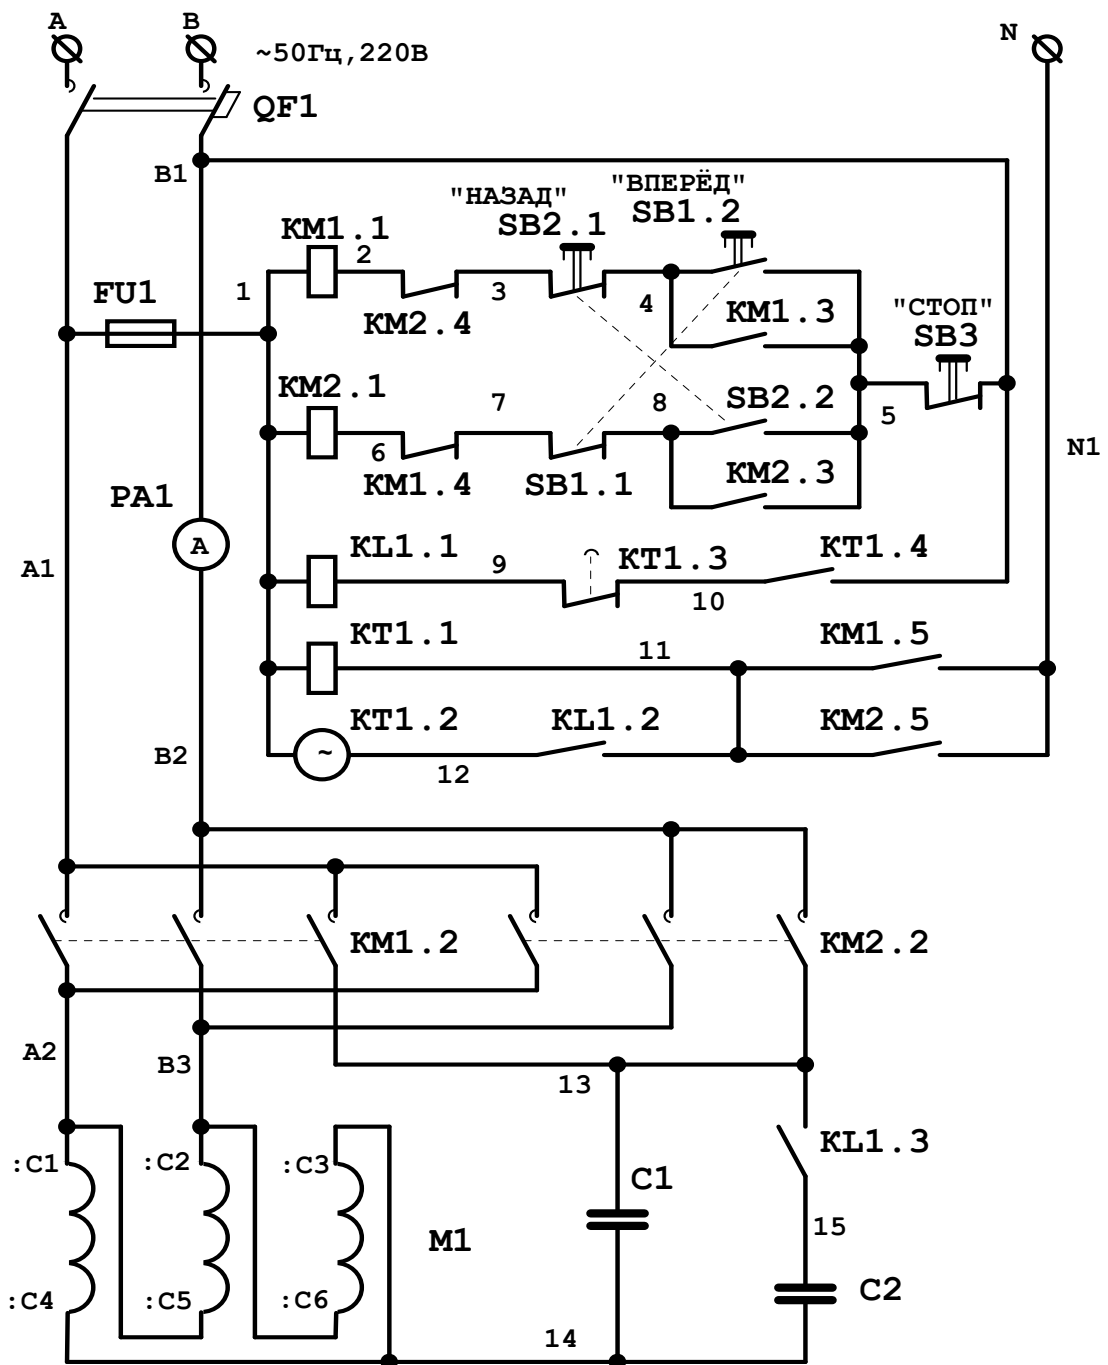 A
B
N
~50Гц,220В
QF1
B1
"НАЗАД"
"ВПЕРЁД"
SB2.1
SB1.2
KM1.1
2
1
FU1
3
4
KM2.4
KM1.3
"СТОП"
SB3
KM2.1
7
8
SB2.2
5
6
KM1.4
SB1.1
KM2.3
N1
PA1
A
A1
KL1.1
9
KT1.3
KT1.4
10
KT1.1
11
KM1.5
KT1.2
KL1.2
KM2.5
B2
~
12
KM1.2
KM2.2
A2
B3
13
:C1
:C2
:C3
KL1.3
C1
M1
15
:C4
:C5
:C6
C2
14